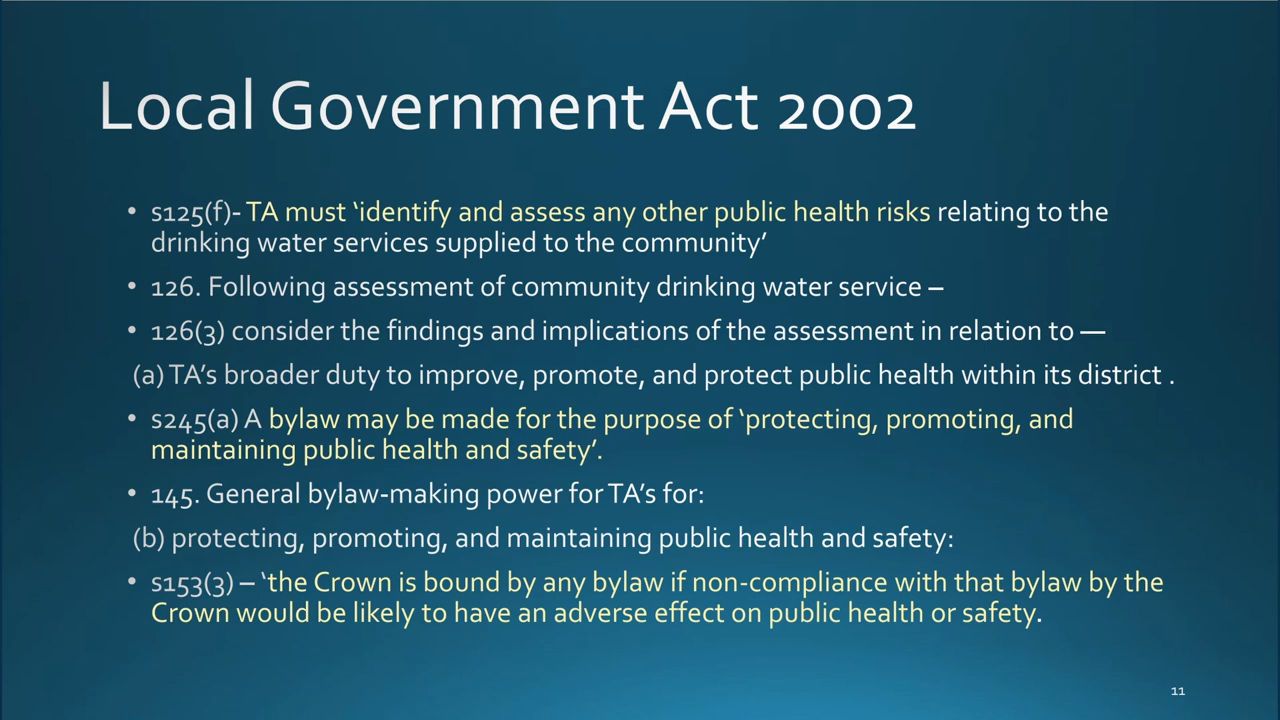 Local Government Act 2002
• s125(f)- TA must ‘identify and assess any other public health risks relating to the
drinking water services supplied to the community’
• 126. Following assessment of community drinking water service –
• 126(3) consider the findings and implications of the assessment in relation to —
(a) TA’s broader duty to improve, promote, and protect public health within its district .
• s245(a) A bylaw may be made for the purpose of ‘protecting, promoting, and
maintaining public health and safety’.
• 145. General bylaw-making power for TA’s for:
(b) protecting, promoting, and maintaining public health and safety:
• s153(3) – ‘the Crown is bound by any bylaw if non-compliance with that bylaw by the
Crown would be likely to have an adverse effect on public health or safety.
11